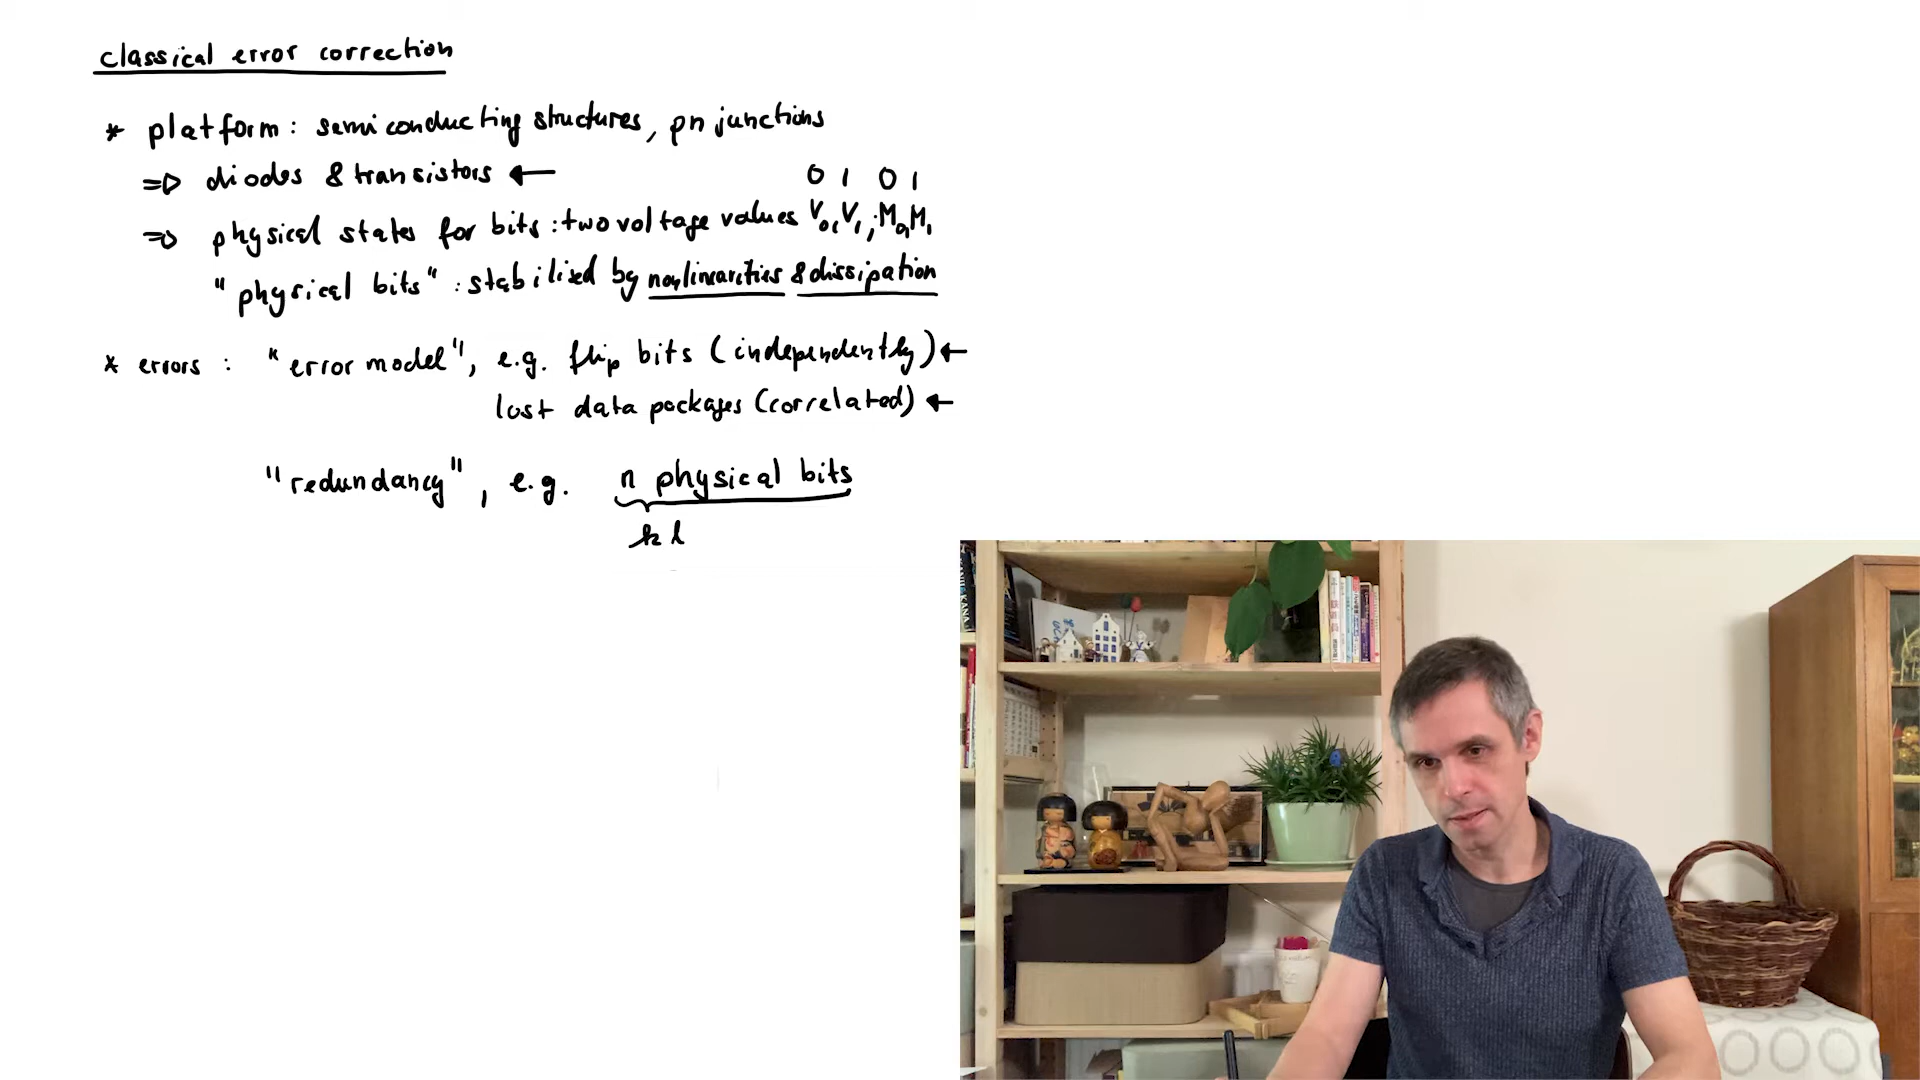 classical error correction
* platform: semiconducting structures, pn junctions
⇒ diodes & transistors ←
0 1 0 1
⇒ physical states for bits: two voltage values V₀, V₁; M₀, M₁
"physical bits": stabilised by nonlinearities & dissipation
* errors: "error model", e.g. flip bits (independently) ←
lost data packages (correlated) ←
"redundancy", e.g. n physical bits
k l